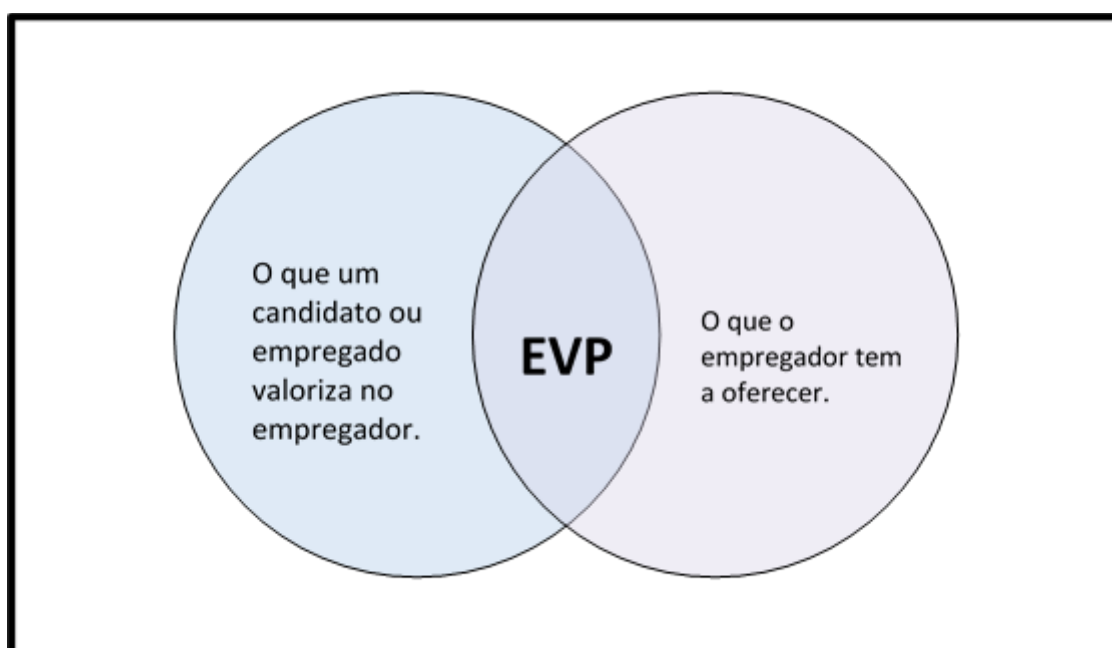 O que um
candidato ou
empregado
valoriza no
empregador.
EVP
O que o
empregador tem
a oferecer.